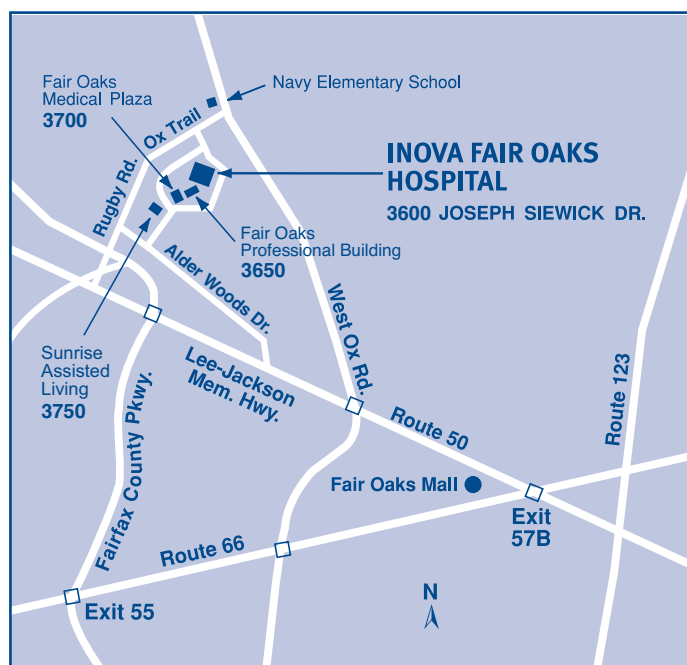 Fair Oaks
Medical Plaza
3700
Navy Elementary School
Ox Trail
Rugby Rd.
INOVA FAIR OAKS
HOSPITAL
3600 JOSEPH SIEWICK DR.
Fair Oaks
Professional Building
3650
Alder Woods Dr.
West Ox Rd.
Sunrise
Assisted
Living
3750
Lee-Jackson
Mem. Hwy.
Route 50
Route 123
Fairfax County Pkwy.
Fair Oaks Mall
Exit
57B
Route 66
Exit 55
N